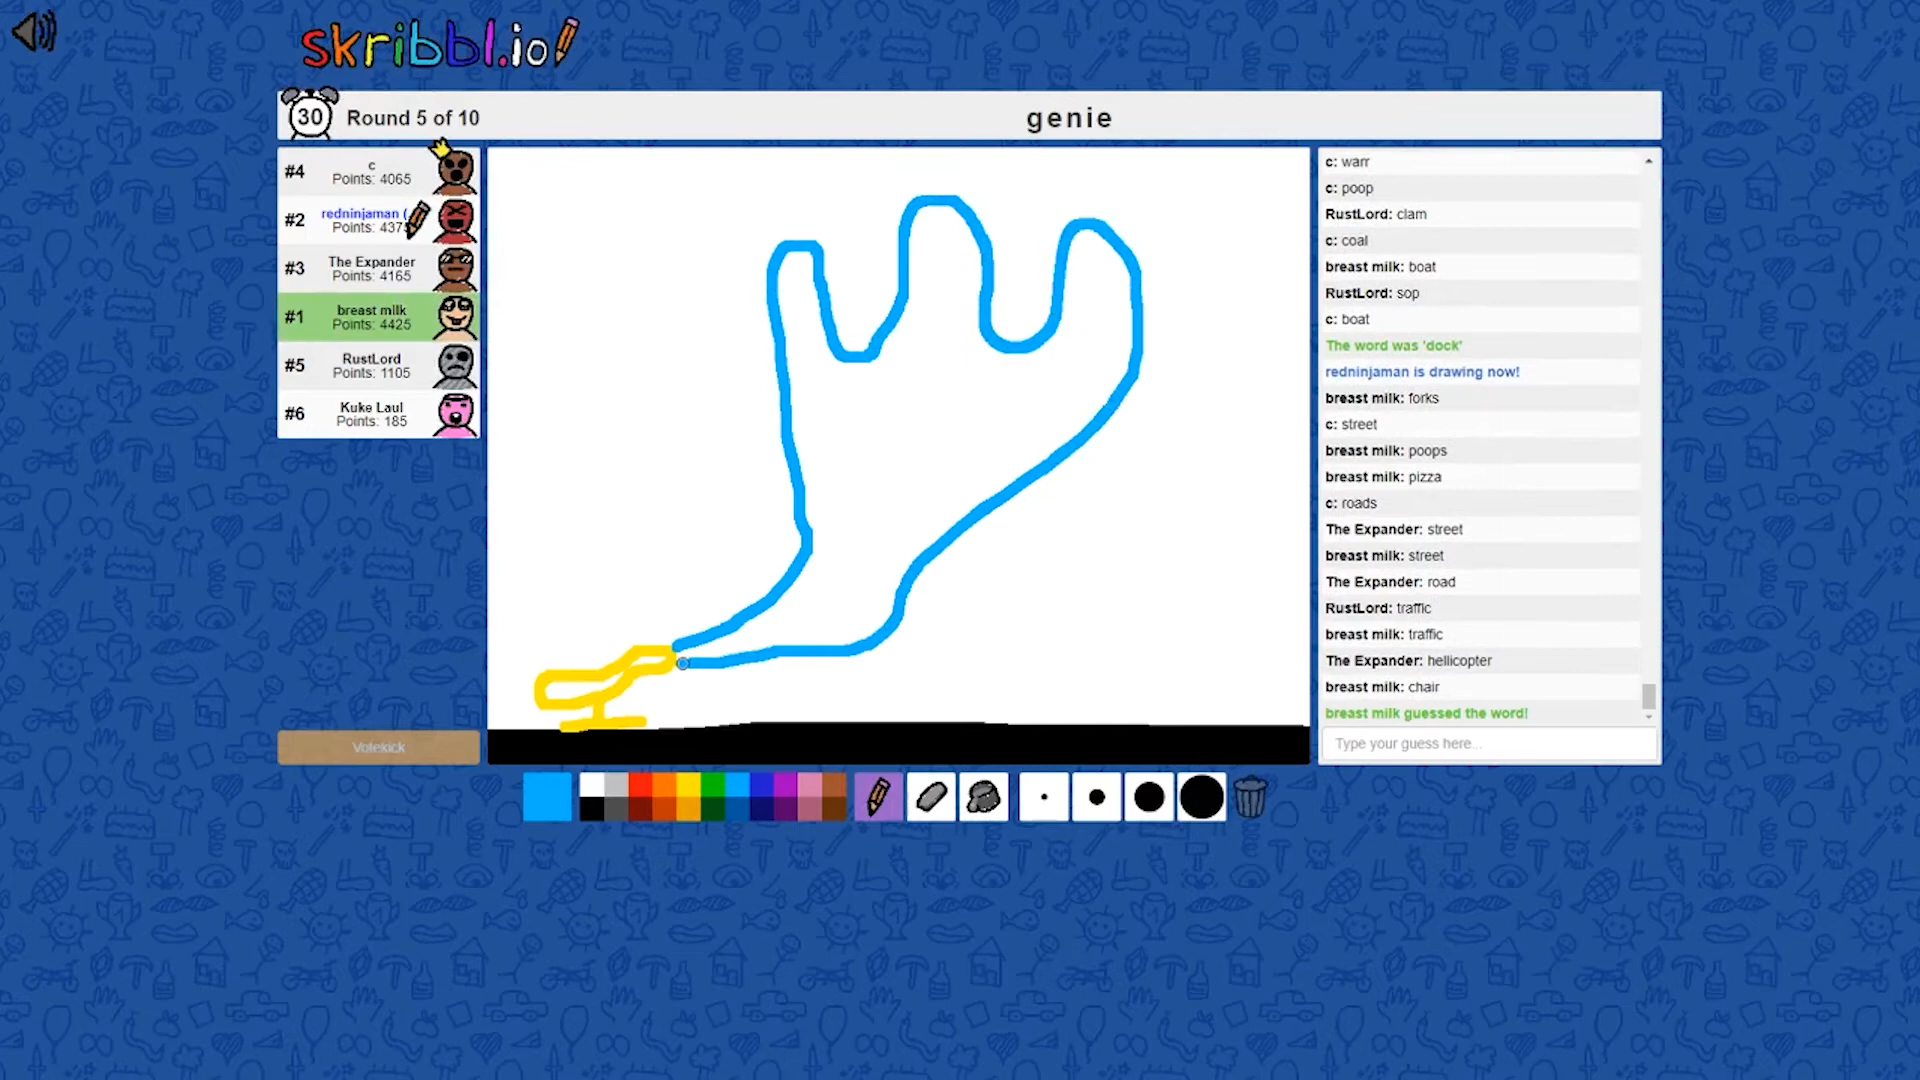 skribbl.io
30
Round 5 of 10
genie
#4
c
Points: 4065
#2
redninjaman (
Points: 4375
#3
The Expander
Points: 4165
#1
breast milk
Points: 4425
#5
RustLord
Points: 1105
#6
Kuke Laul
Points: 185
Votekick
c: warr
c: poop
RustLord: clam
c: coal
breast milk: boat
RustLord: sop
c: boat
The word was 'dock'
redninjaman is drawing now!
breast milk: forks
c: street
breast milk: poops
breast milk: pizza
c: roads
The Expander: street
breast milk: street
The Expander: road
RustLord: traffic
breast milk: traffic
The Expander: hellicopter
breast milk: chair
breast milk guessed the word!
Type your guess here...